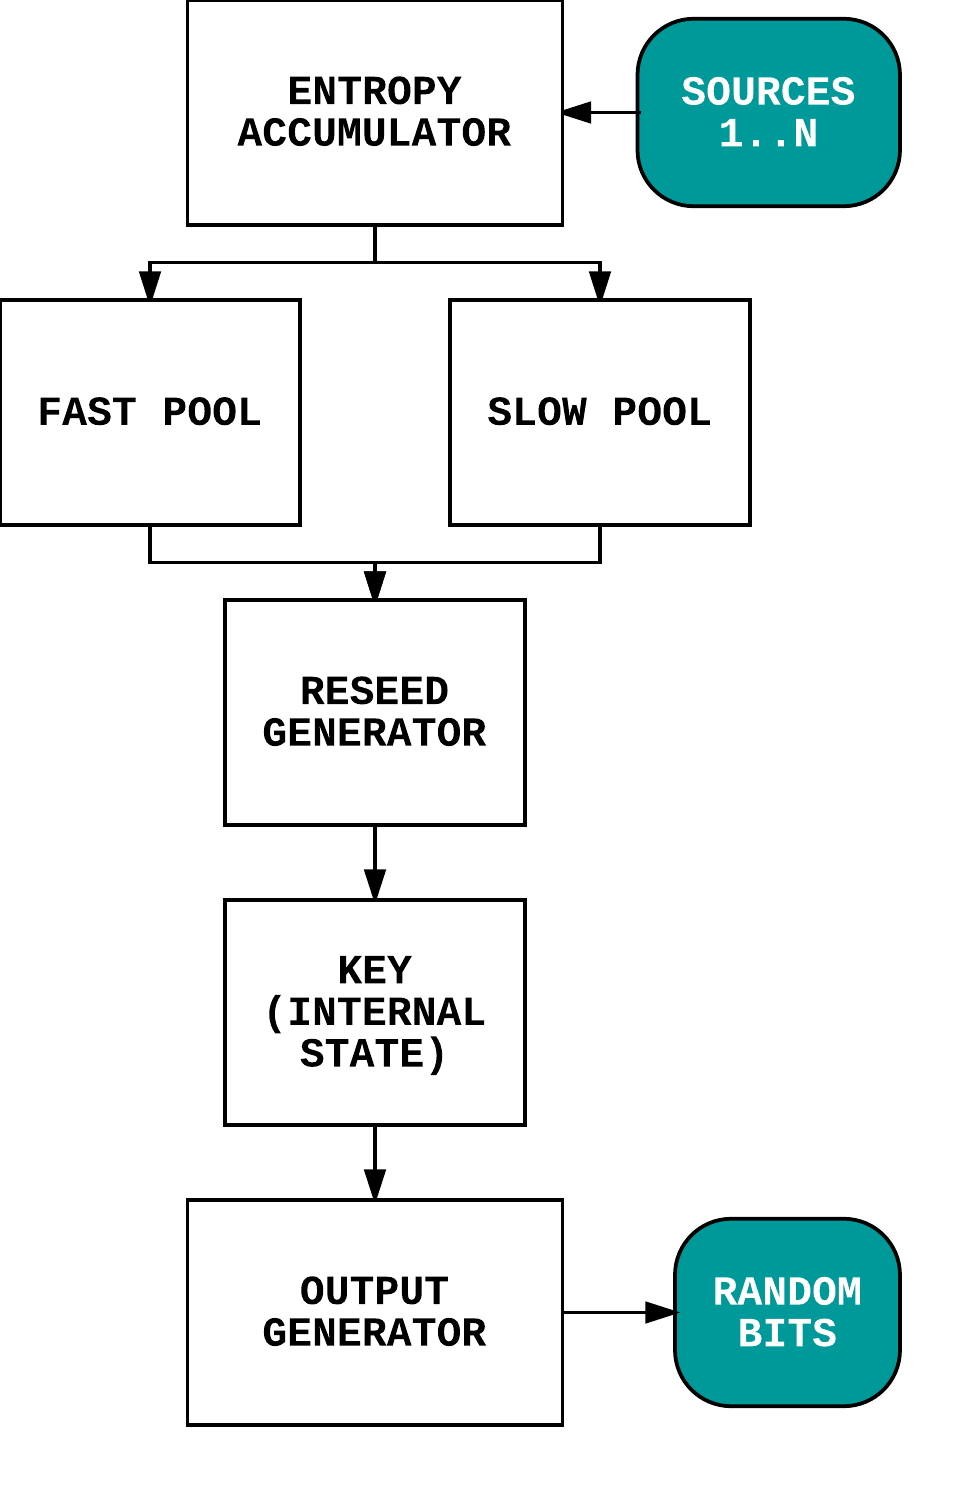 ENTROPY
ACCUMULATOR
SOURCES
1..N
FAST POOL
SLOW POOL
RESEED
GENERATOR
KEY
(INTERNAL
STATE)
OUTPUT
GENERATOR
RANDOM
BITS